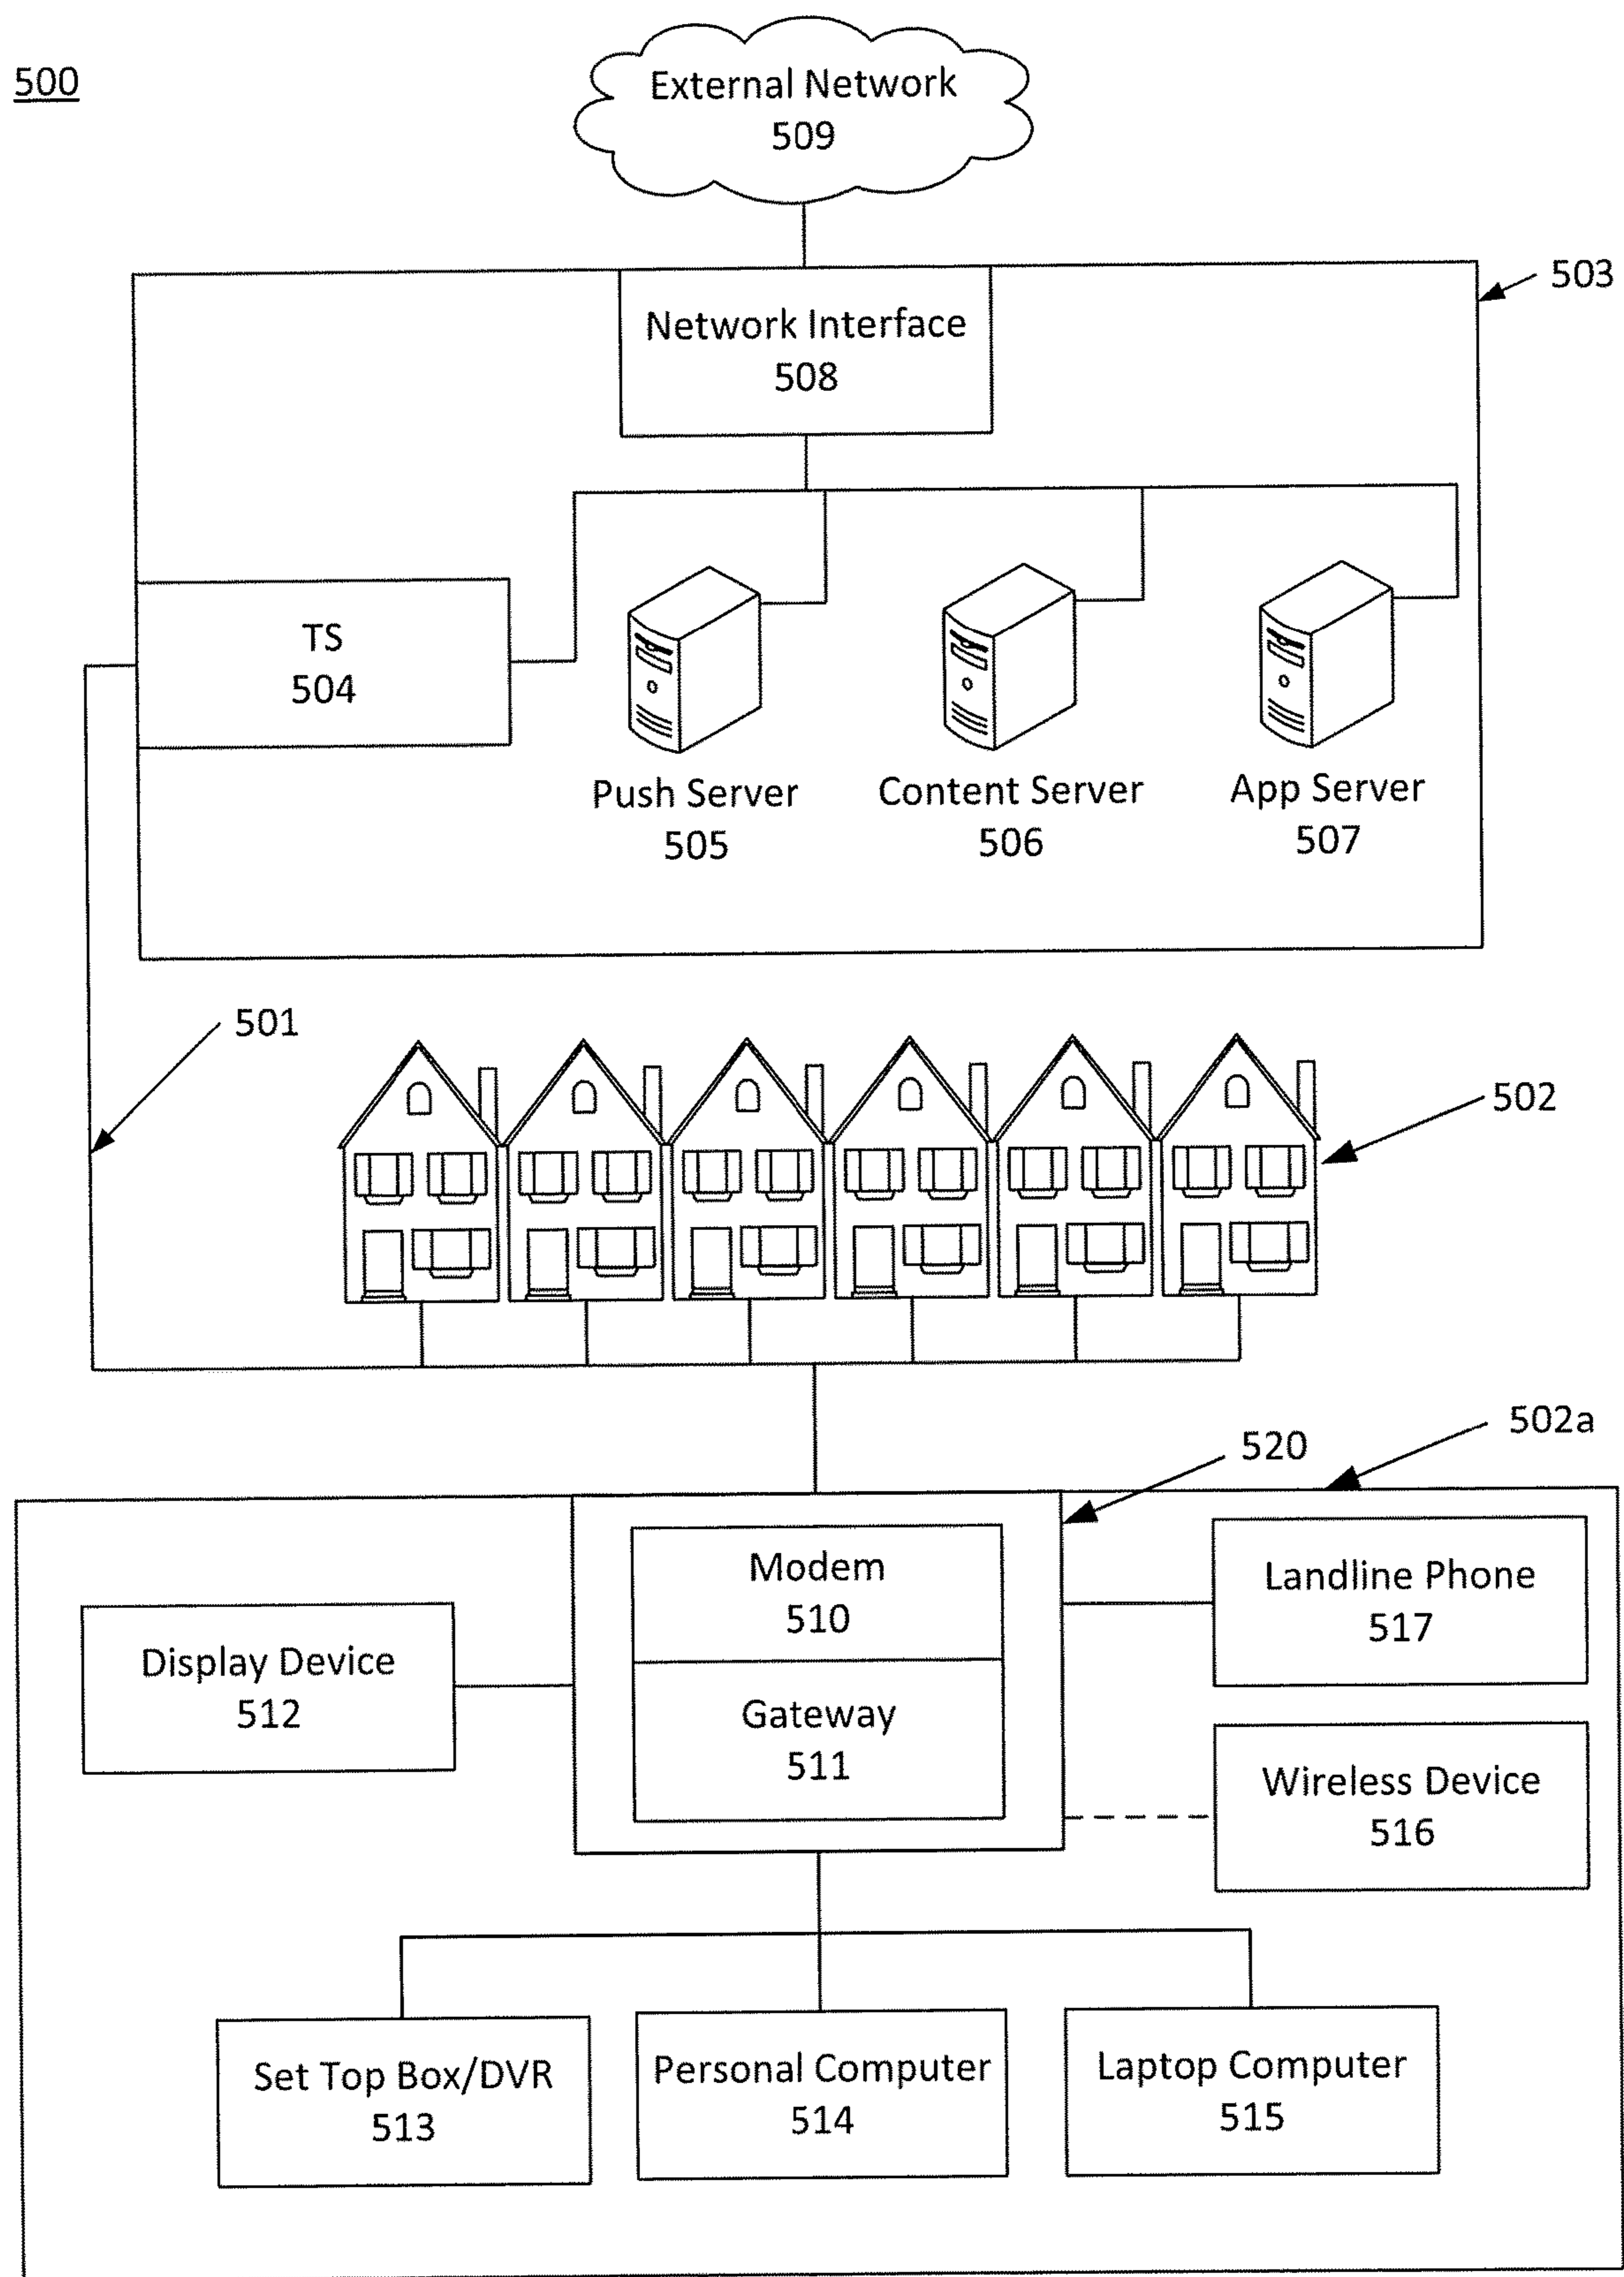 500
External Network
509
503
Network Interface
508
TS
504
Push Server
505
Content Server
506
App Server
507
501
502
502a
520
Modem
510
Landline Phone
517
Display Device
512
Gateway
511
Wireless Device
516
Set Top Box/DVR
513
Personal Computer
514
Laptop Computer
515